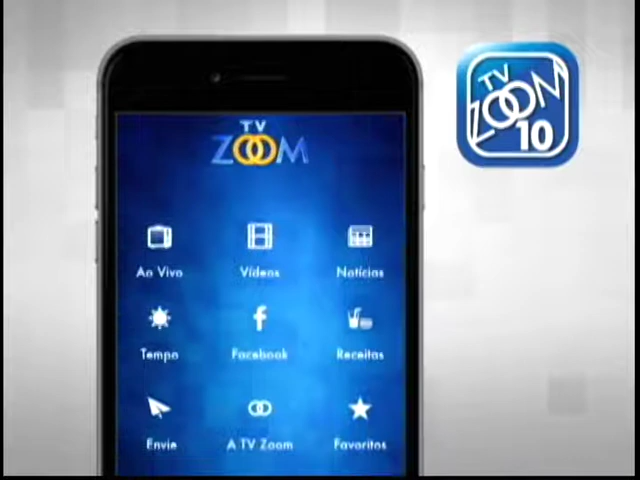 TV
ZOOM
TV
ZOOM
10
Ao Vivo
Vídeos
Notícias
Tempo
Facebook
Receitas
Envie
A TV Zoom
Favoritos